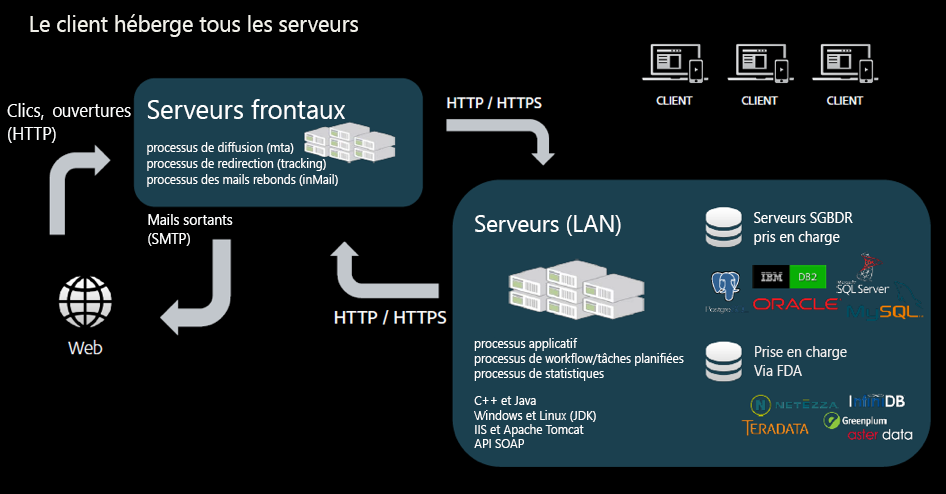 Le client héberge tous les serveurs
CLIENT
CLIENT
CLIENT
Clics, ouvertures
(HTTP)
Serveurs frontaux
processus de diffusion (mta)
processus de redirection (tracking)
processus des mails rebonds (inMail)
HTTP / HTTPS
Mails sortants
(SMTP)
HTTP / HTTPS
Web
Serveurs (LAN)
processus applicatif
processus de workflow/tâches planifiées
processus de statistiques
C++ et Java
Windows et Linux (JDK)
IIS et Apache Tomcat
API SOAP
Serveurs SGBDR
pris en charge
IBM DB2
Microsoft
SQL Server
ORACLE
MySQL
Prise en charge
Via FDA
NETEZZA
TERADATA
Greenplum
aster data